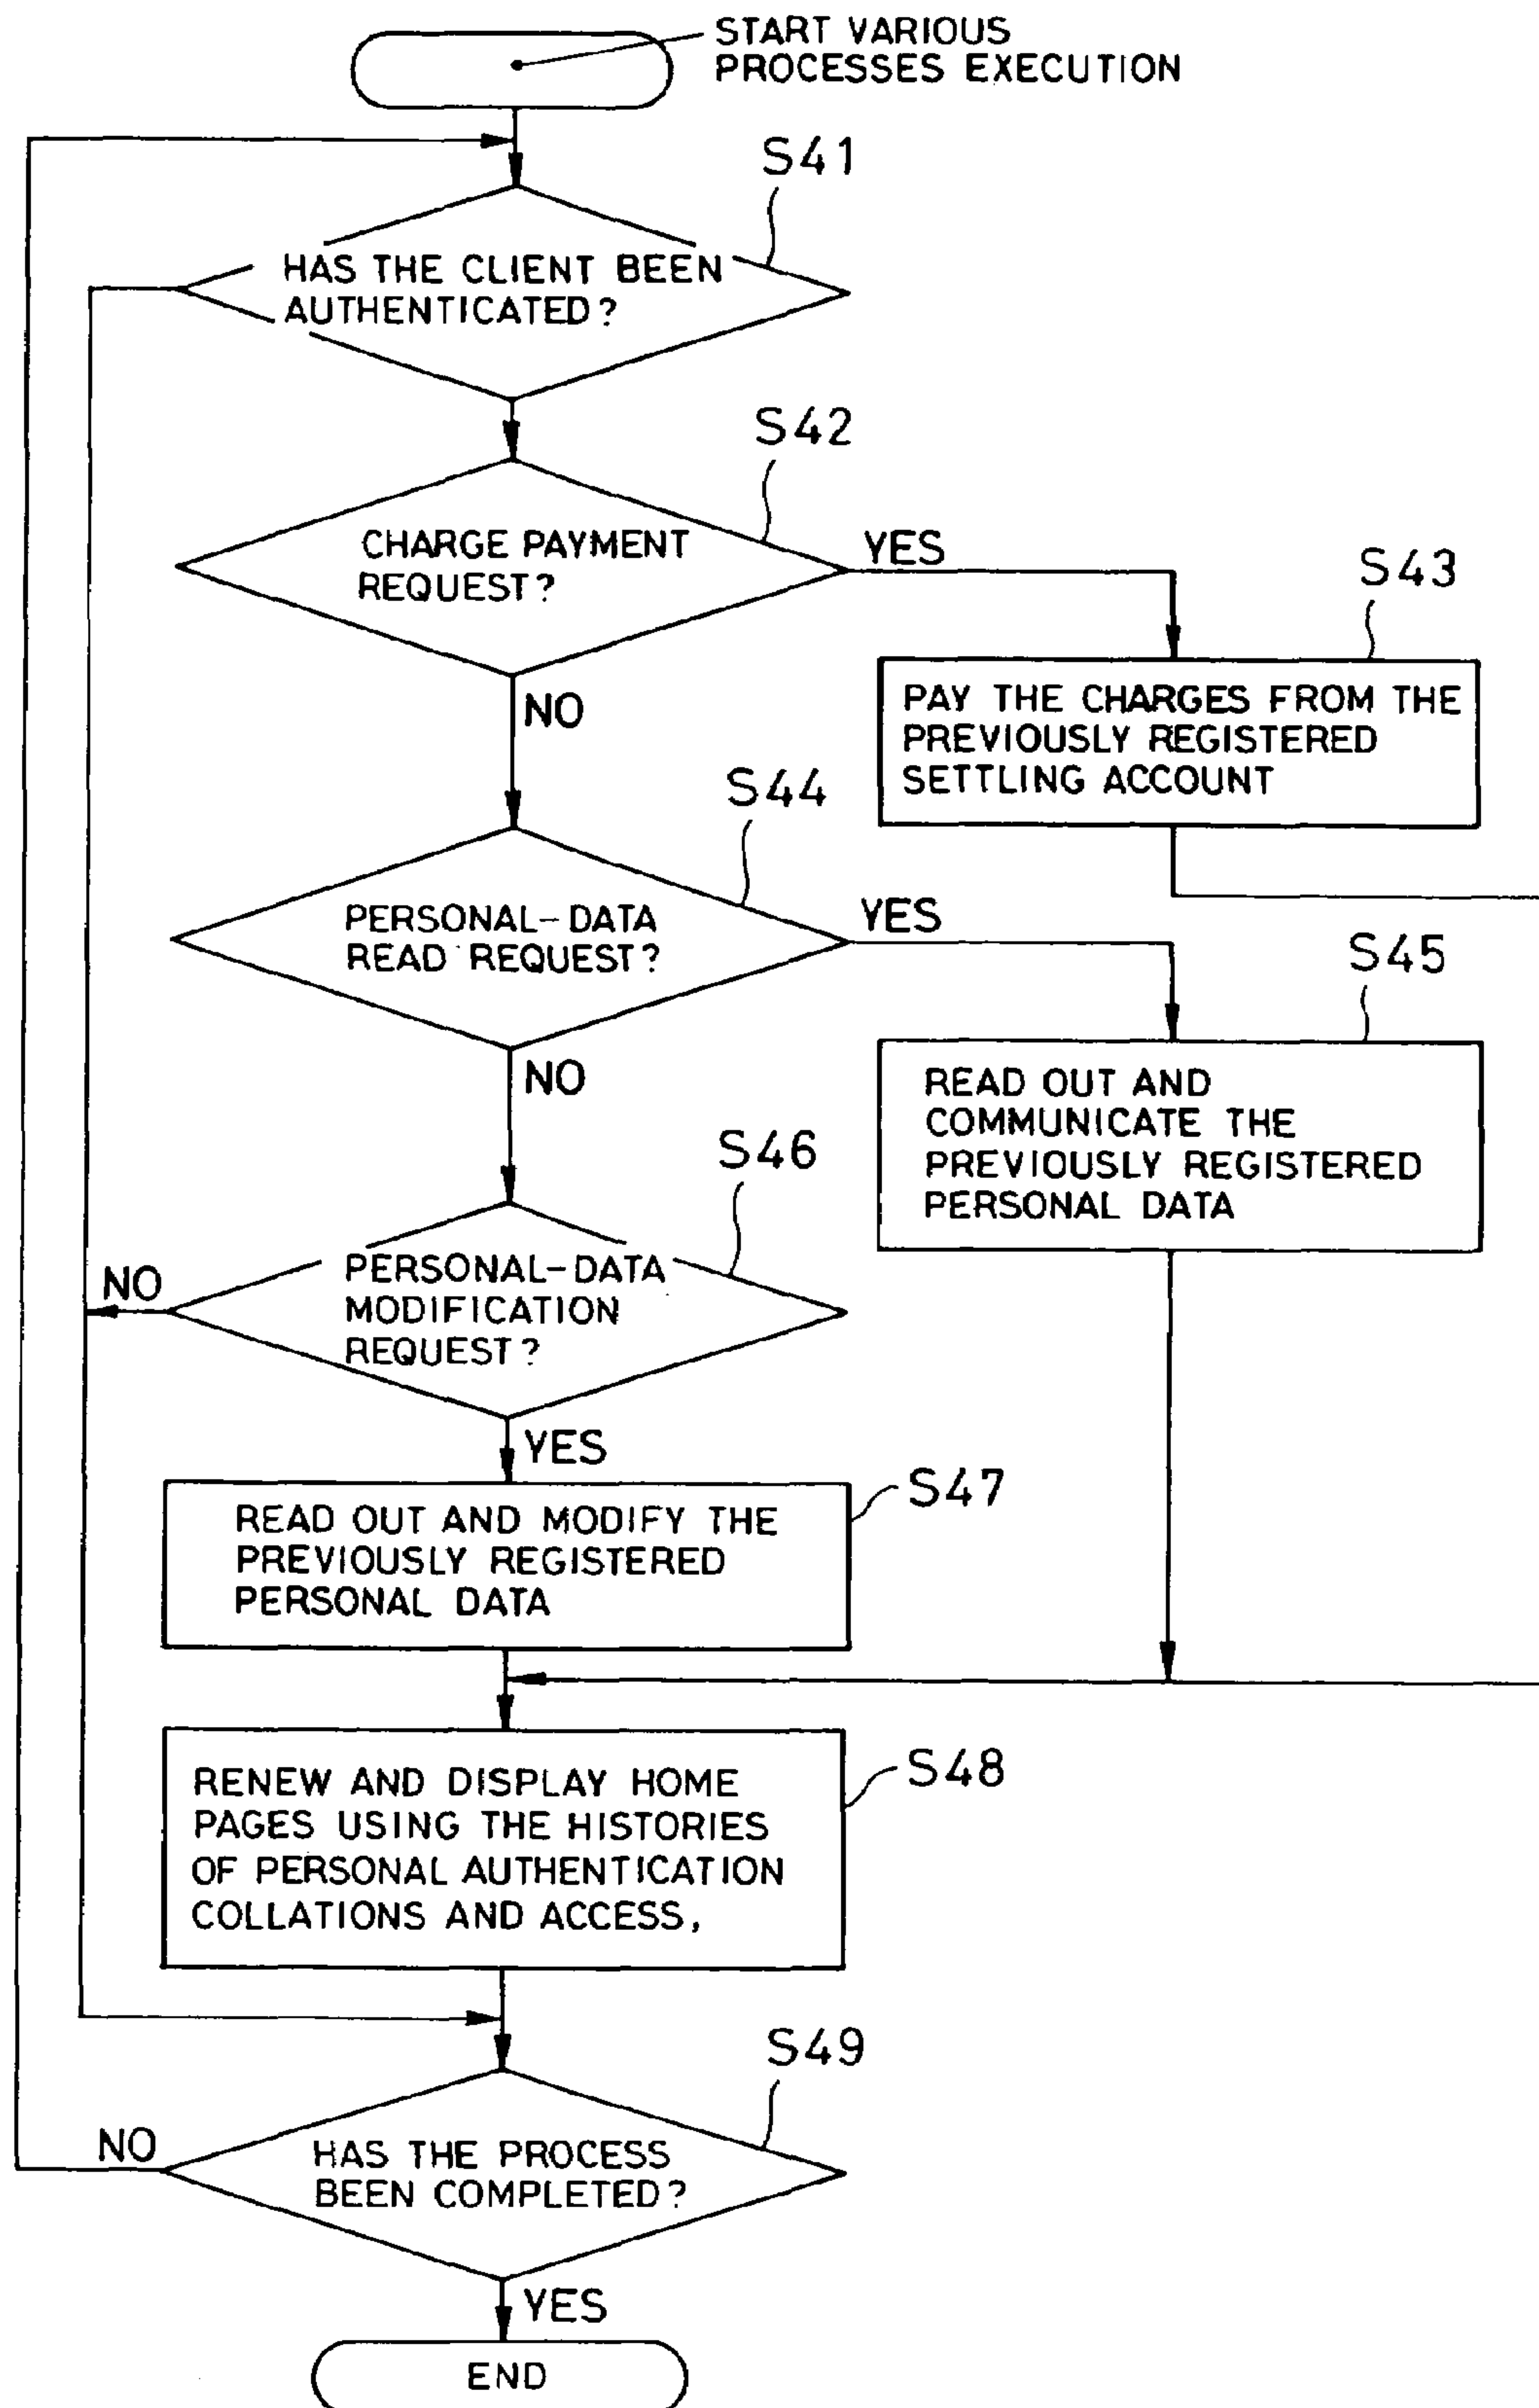 START VARIOUS
PROCESSES EXECUTION
S41
HAS THE CLIENT BEEN
AUTHENTICATED?
S42
CHARGE PAYMENT
REQUEST?
YES
S43
PAY THE CHARGES FROM THE
PREVIOUSLY REGISTERED
SETTLING ACCOUNT
NO
S44
PERSONAL-DATA
READ REQUEST?
YES
S45
READ OUT AND
COMMUNICATE THE
PREVIOUSLY REGISTERED
PERSONAL DATA
NO
S46
PERSONAL-DATA
MODIFICATION
REQUEST?
NO
YES
S47
READ OUT AND MODIFY THE
PREVIOUSLY REGISTERED
PERSONAL DATA
S48
RENEW AND DISPLAY HOME
PAGES USING THE HISTORIES
OF PERSONAL AUTHENTICATION
COLLATIONS AND ACCESS,
S49
HAS THE PROCESS
BEEN COMPLETED?
NO
YES
END